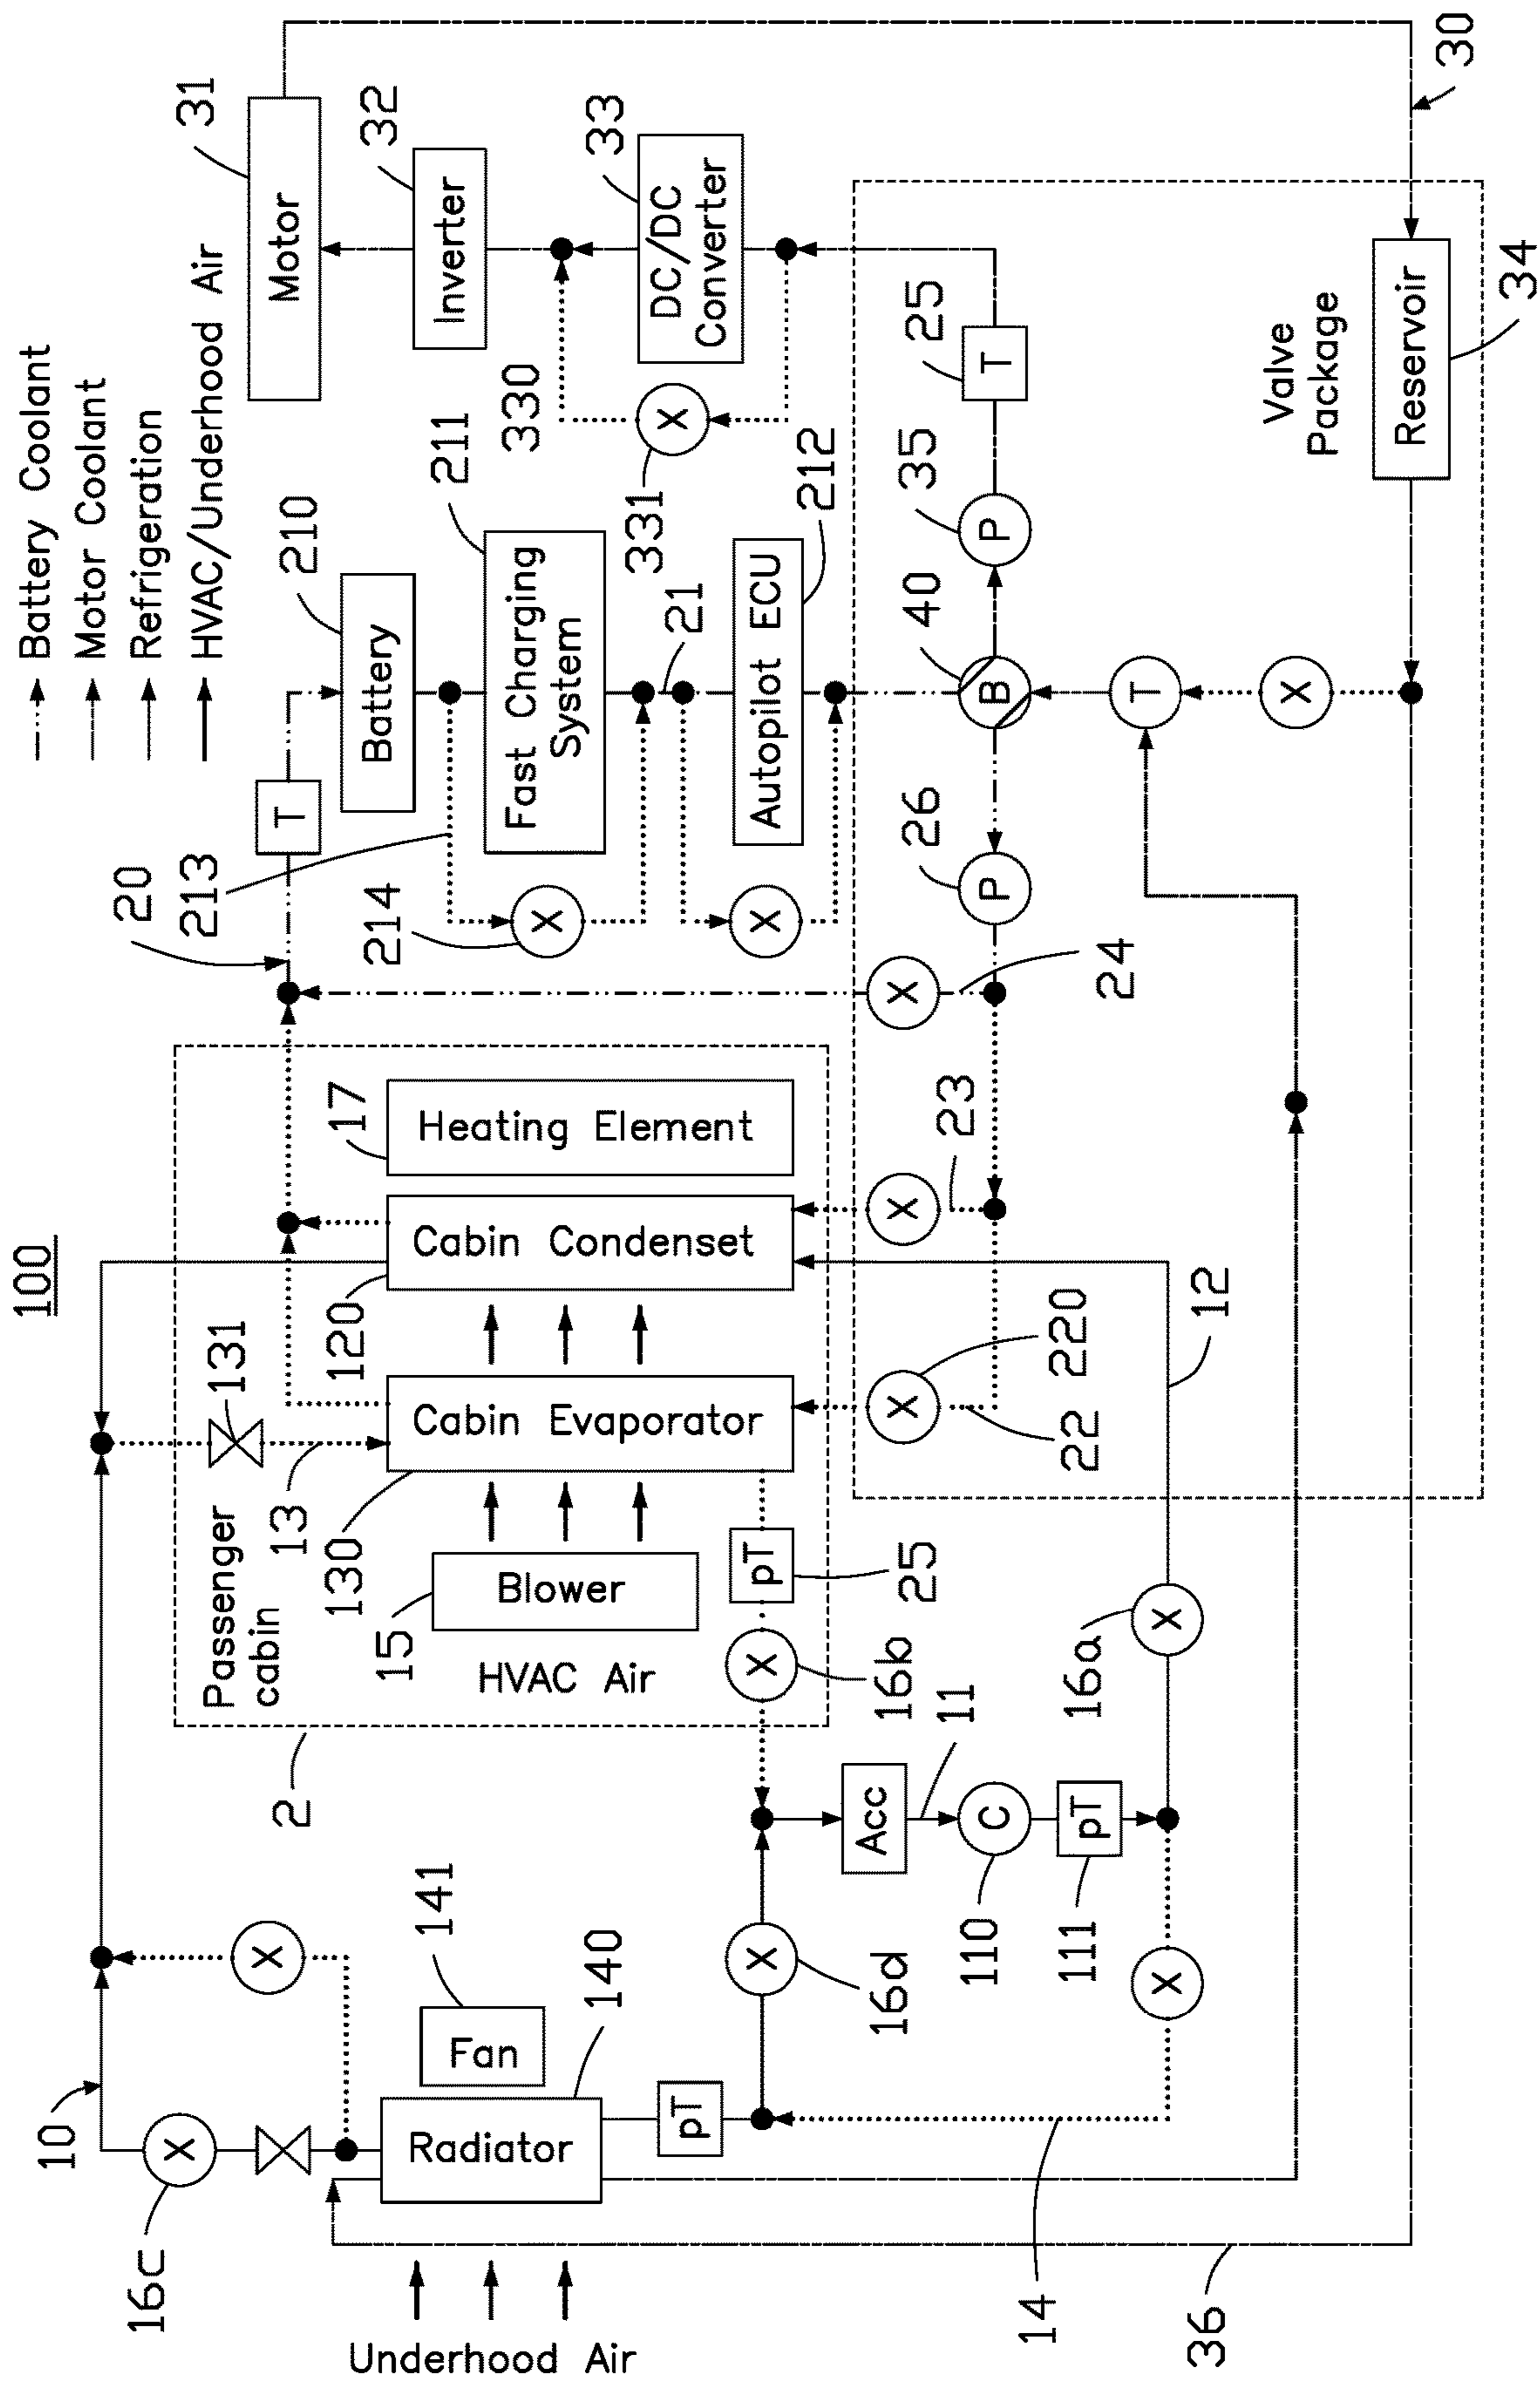 100
Battery Coolant
Motor Coolant
Refrigeration
HVAC/Underhood Air
10
16c
Underhood Air
Radiator
140
Fan
141
pT
X
X
14
36
2
Passenger
cabin
131
13
130
15
Blower
HVAC Air
Cabin Evaporator
120
Cabin Condenset
17
Heating Element
pT
25
X
16b
X
16d
Acc
11
C
110
pT
111
X
X
16a
12
20
213
T
Battery
210
Fast Charging
System
211
X
214
21
X
Autopilot ECU
212
X
24
X
23
X
220
22
P
26
B
40
P
35
T
25
T
X
Valve
Package
Reservoir
34
30
Motor
31
Inverter
32
DC/DC
Converter
33
330
X
331